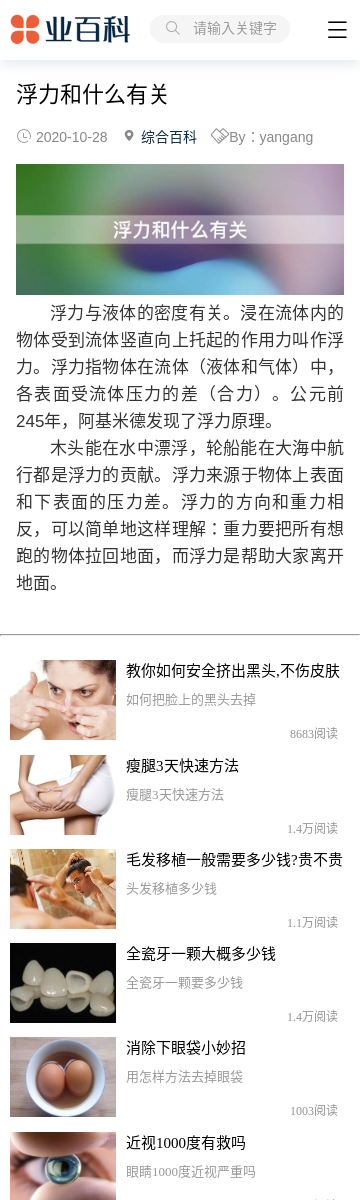 业百科
请输入关键字
浮力和什么有关
2020-10-28 综合百科 By：yangang
浮力和什么有关
浮力与液体的密度有关。浸在流体内的
物体受到流体竖直向上托起的作用力叫作浮
力。浮力指物体在流体（液体和气体）中，
各表面受流体压力的差（合力）。公元前
245年，阿基米德发现了浮力原理。
木头能在水中漂浮，轮船能在大海中航
行都是浮力的贡献。浮力来源于物体上表面
和下表面的压力差。浮力的方向和重力相
反，可以简单地这样理解：重力要把所有想
跑的物体拉回地面，而浮力是帮助大家离开
地面。
教你如何安全挤出黑头,不伤皮肤
如何把脸上的黑头去掉
8683阅读
瘦腿3天快速方法
瘦腿3天快速方法
1.4万阅读
毛发移植一般需要多少钱?贵不贵
头发移植多少钱
1.1万阅读
全瓷牙一颗大概多少钱
全瓷牙一颗要多少钱
1.4万阅读
消除下眼袋小妙招
用怎样方法去掉眼袋
1003阅读
近视1000度有救吗
眼睛1000度近视严重吗